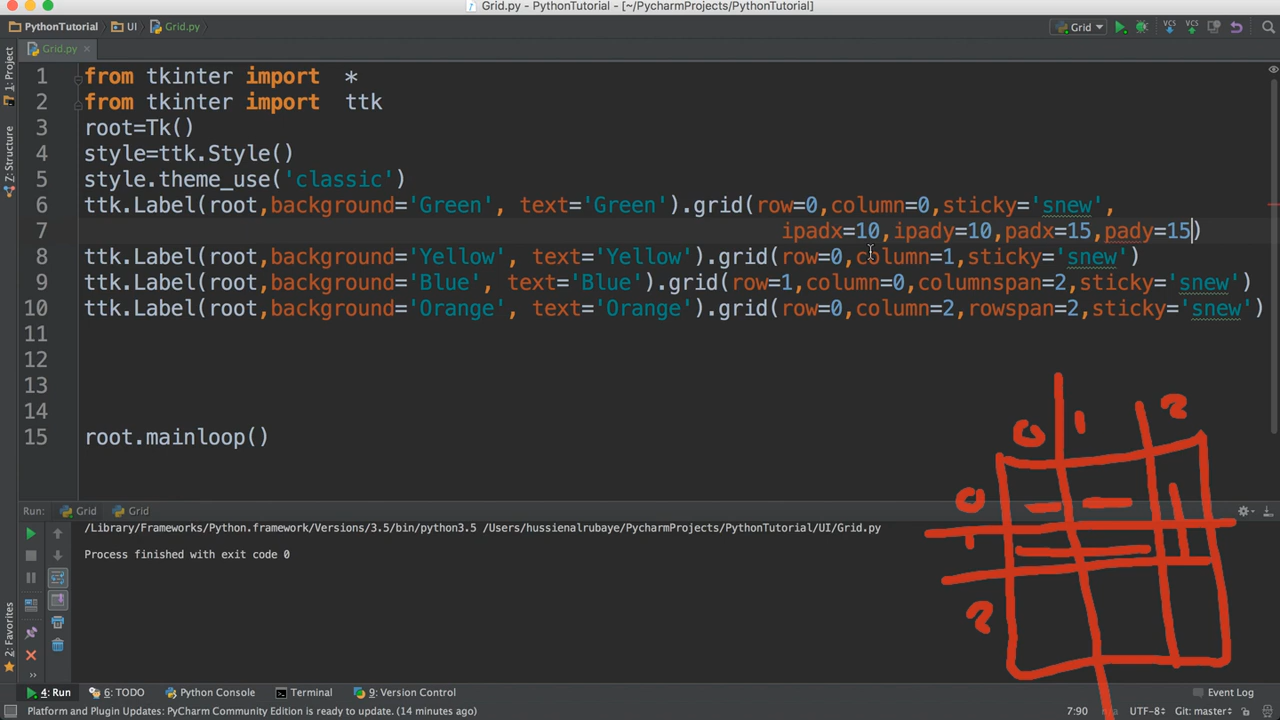 Grid.py - PythonTutorial - [~/PycharmProjects/PythonTutorial]
PythonTutorial UI Grid.py Grid
Grid.py
1: Project
Z: Structure
2: Favorites
1 from tkinter import *
2 from tkinter import ttk
3 root=Tk()
4 style=ttk.Style()
5 style.theme_use('classic')
6 ttk.Label(root,background='Green', text='Green').grid(row=0,column=0,sticky='snew',
7 ipadx=10,ipady=10,padx=15,pady=15)
8 ttk.Label(root,background='Yellow', text='Yellow').grid(row=0,column=1,sticky='snew')
9 ttk.Label(root,background='Blue', text='Blue').grid(row=1,column=0,columnspan=2,sticky='snew')
10 ttk.Label(root,background='Orange', text='Orange').grid(row=0,column=2,rowspan=2,sticky='snew')
11
12
13
14
15 root.mainloop()
0 1 2
0
1
2
Run: Grid Grid
/Library/Frameworks/Python.framework/Versions/3.5/bin/python3.5 /Users/hussienalrubaye/PycharmProjects/PythonTutorial/UI/Grid.py
Process finished with exit code 0
4: Run 6: TODO Python Console Terminal 9: Version Control Event Log
Platform and Plugin Updates: PyCharm Community Edition is ready to update. (14 minutes ago) 7:90 UTF-8 Git: master